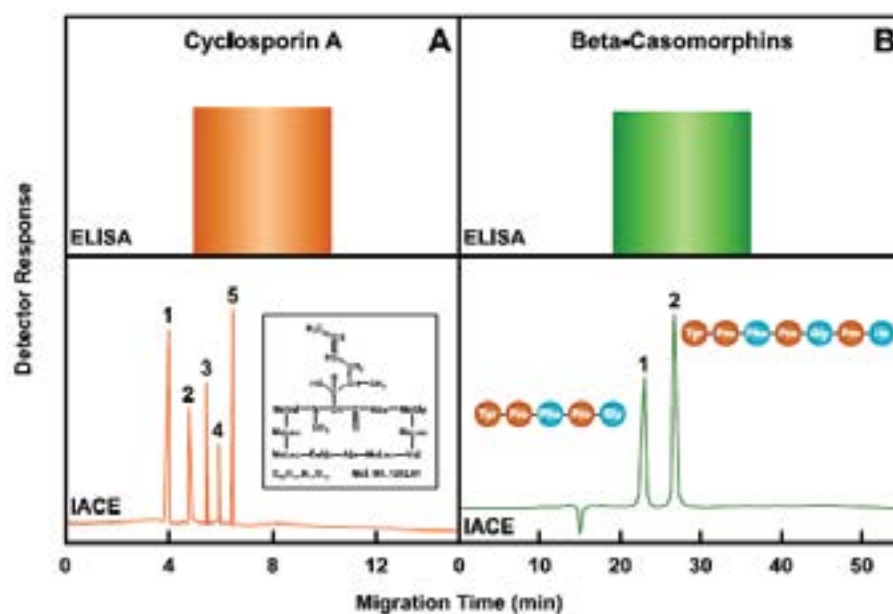 Cyclosporin A
A
Beta-Casomorphins
B
Detector Response
ELISA
ELISA
1
2
3
4
5
IACE
1
2
Tyr Pro Phe Pro Gly
Tyr Pro Phe Pro Gly Pro Ile
IACE
0 4 8 12
0 10 20 30 40 50
Migration Time (min)